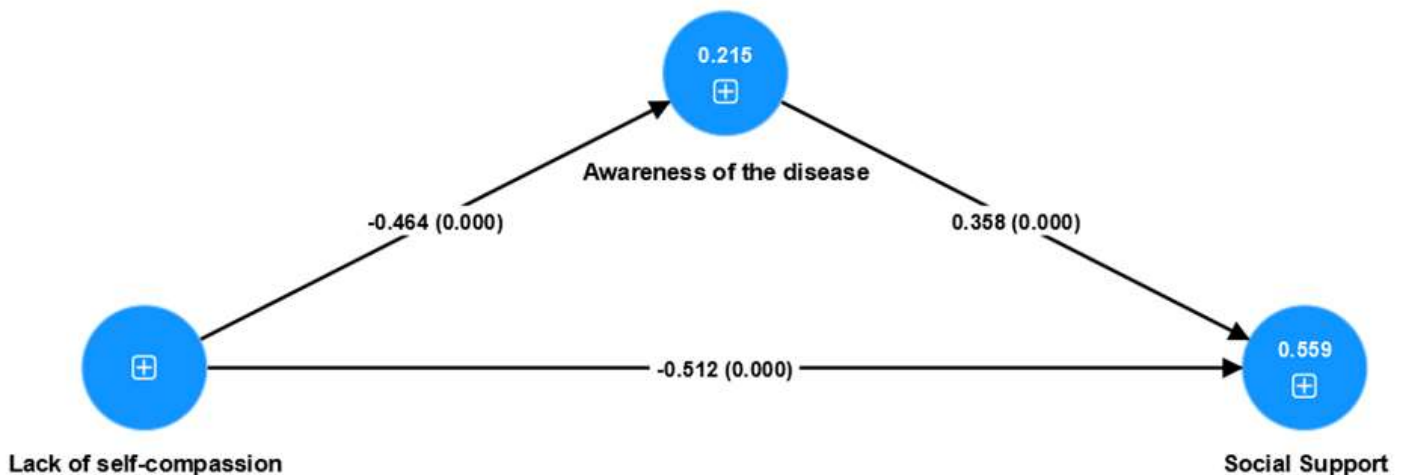 0.215
Awareness of the disease
-0.464 (0.000)
0.358 (0.000)
-0.512 (0.000)
0.559
Lack of self-compassion
Social Support